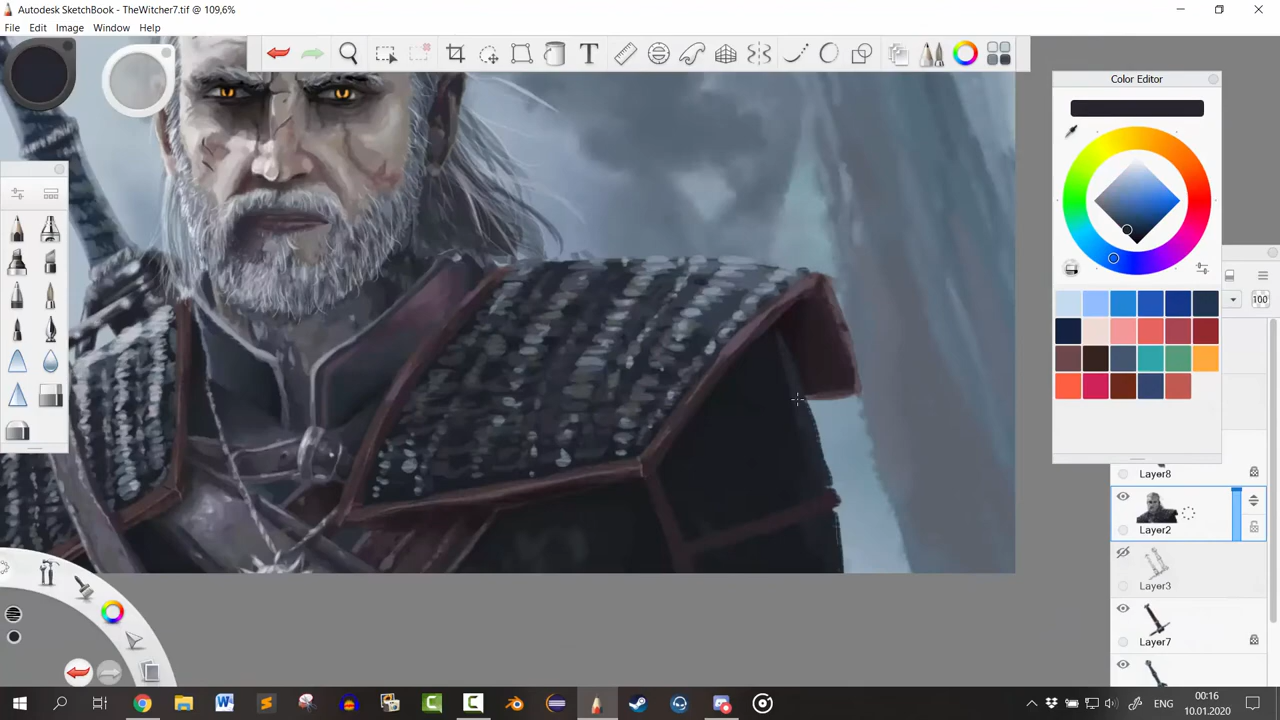 Autodesk SketchBook - TheWitcher7.tif @ 109,6%
File Edit Image Window Help
Color Editor
100
Layer8
Layer2
Layer3
Layer7
ENG
00:16
10.01.2020